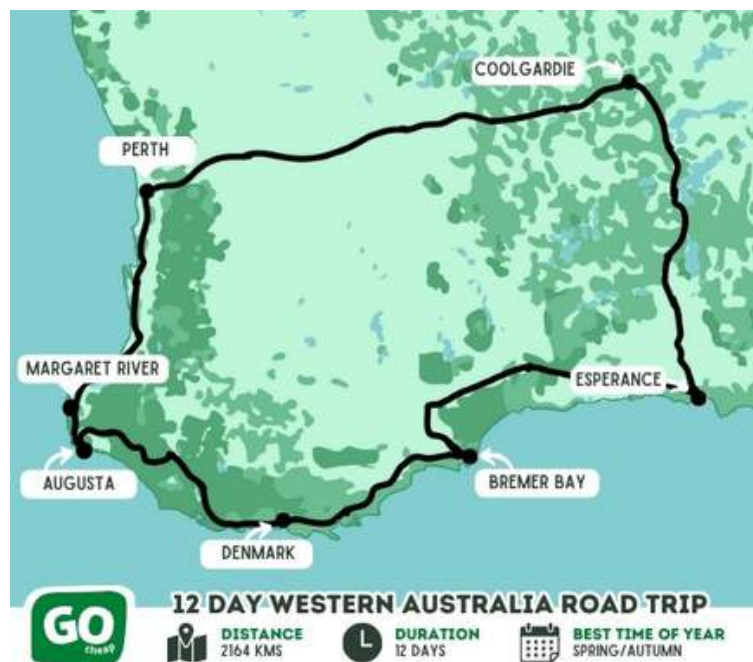 COOLGARDIE
PERTH
MARGARET RIVER
ESPERANCE
AUGUSTA
BREMER BAY
DENMARK
12 DAY WESTERN AUSTRALIA ROAD TRIP
GO
cheap
DISTANCE
2164 KMS
DURATION
12 DAYS
BEST TIME OF YEAR
SPRING/AUTUMN